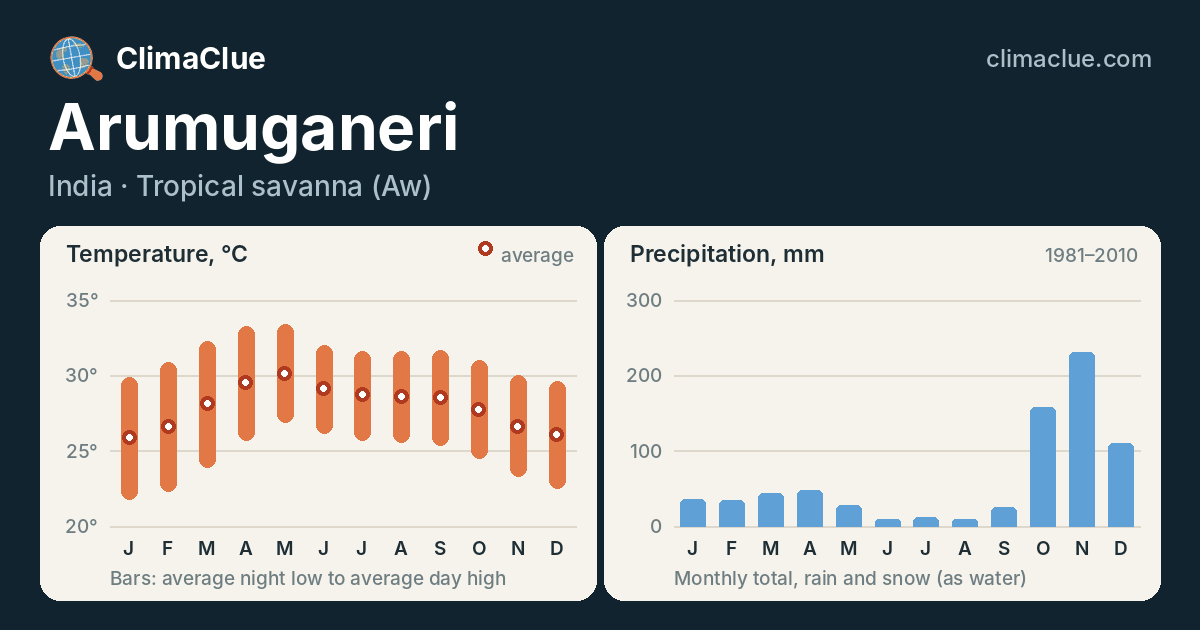 ClimaClue
climaclue.com
Arumuganeri
India · Tropical savanna (Aw)
Temperature, °C
average
35°
30°
25°
20°
J F M A M J J A S O N D
Bars: average night low to average day high
Precipitation, mm
1981–2010
300
200
100
0
J F M A M J J A S O N D
Monthly total, rain and snow (as water)